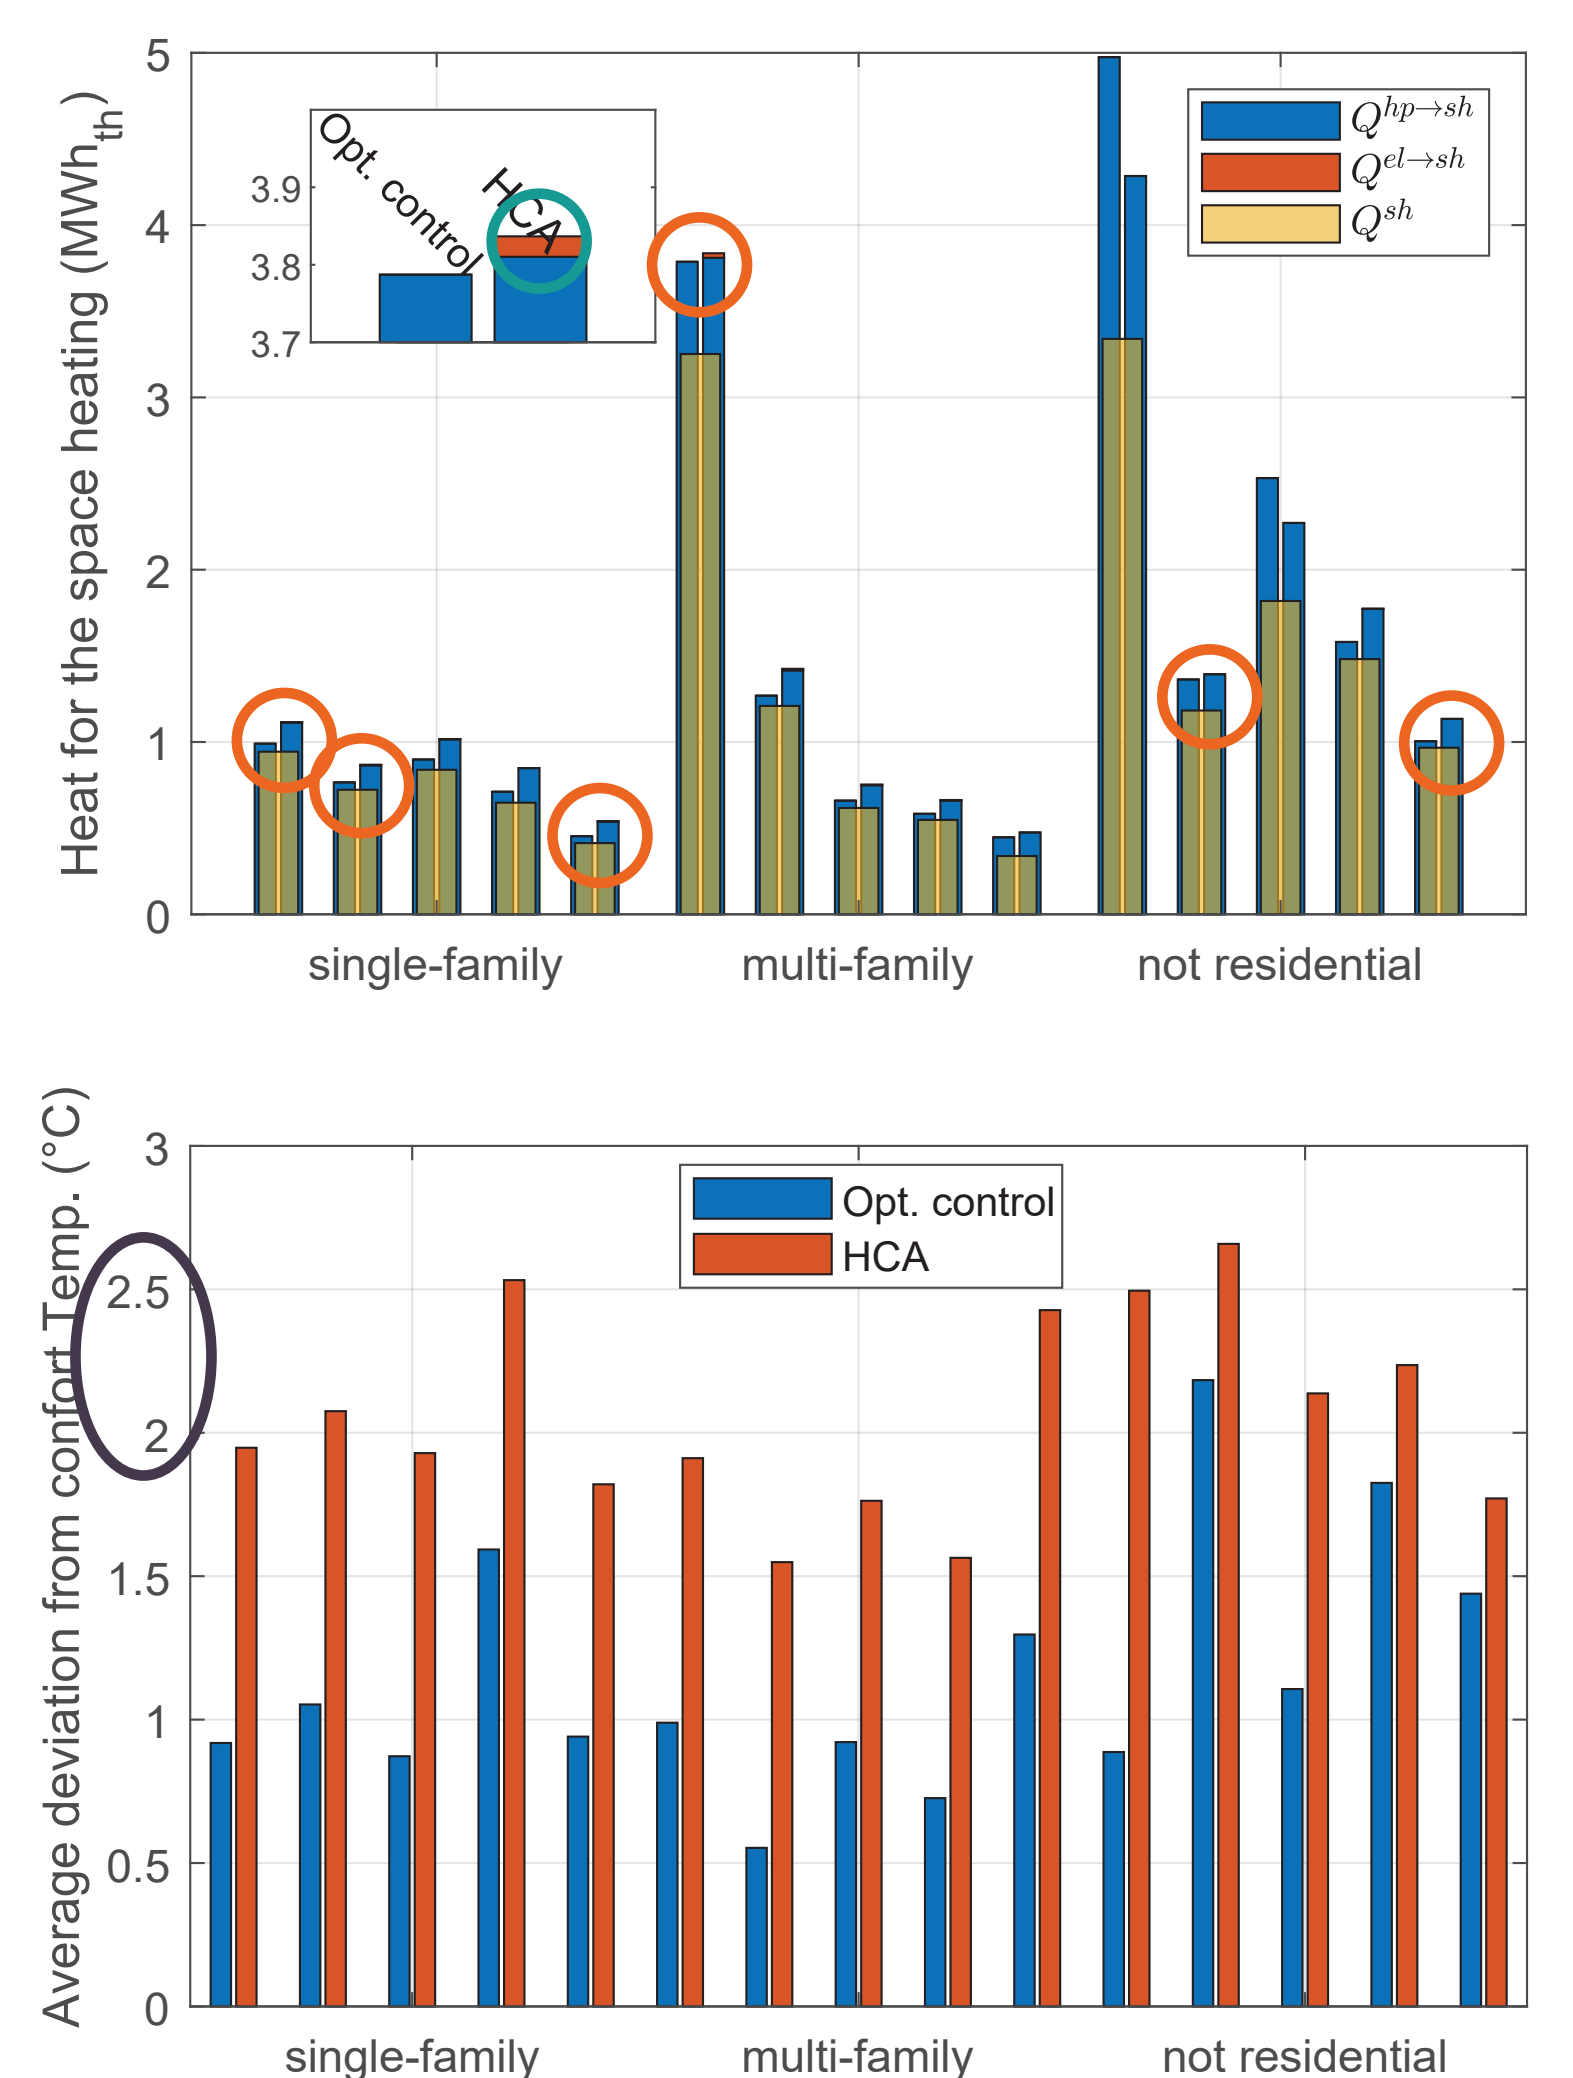 Heat for the space heating (MWh_th)
5
4
3
2
1
0
3.9
3.8
3.7
Opt. control
HCA
Q^{hp→sh}
Q^{el→sh}
Q^{sh}
single-family multi-family not residential
Average deviation from confort Temp. (°C)
3
2.5
2
1.5
1
0.5
0
Opt. control
HCA
single-family multi-family not residential